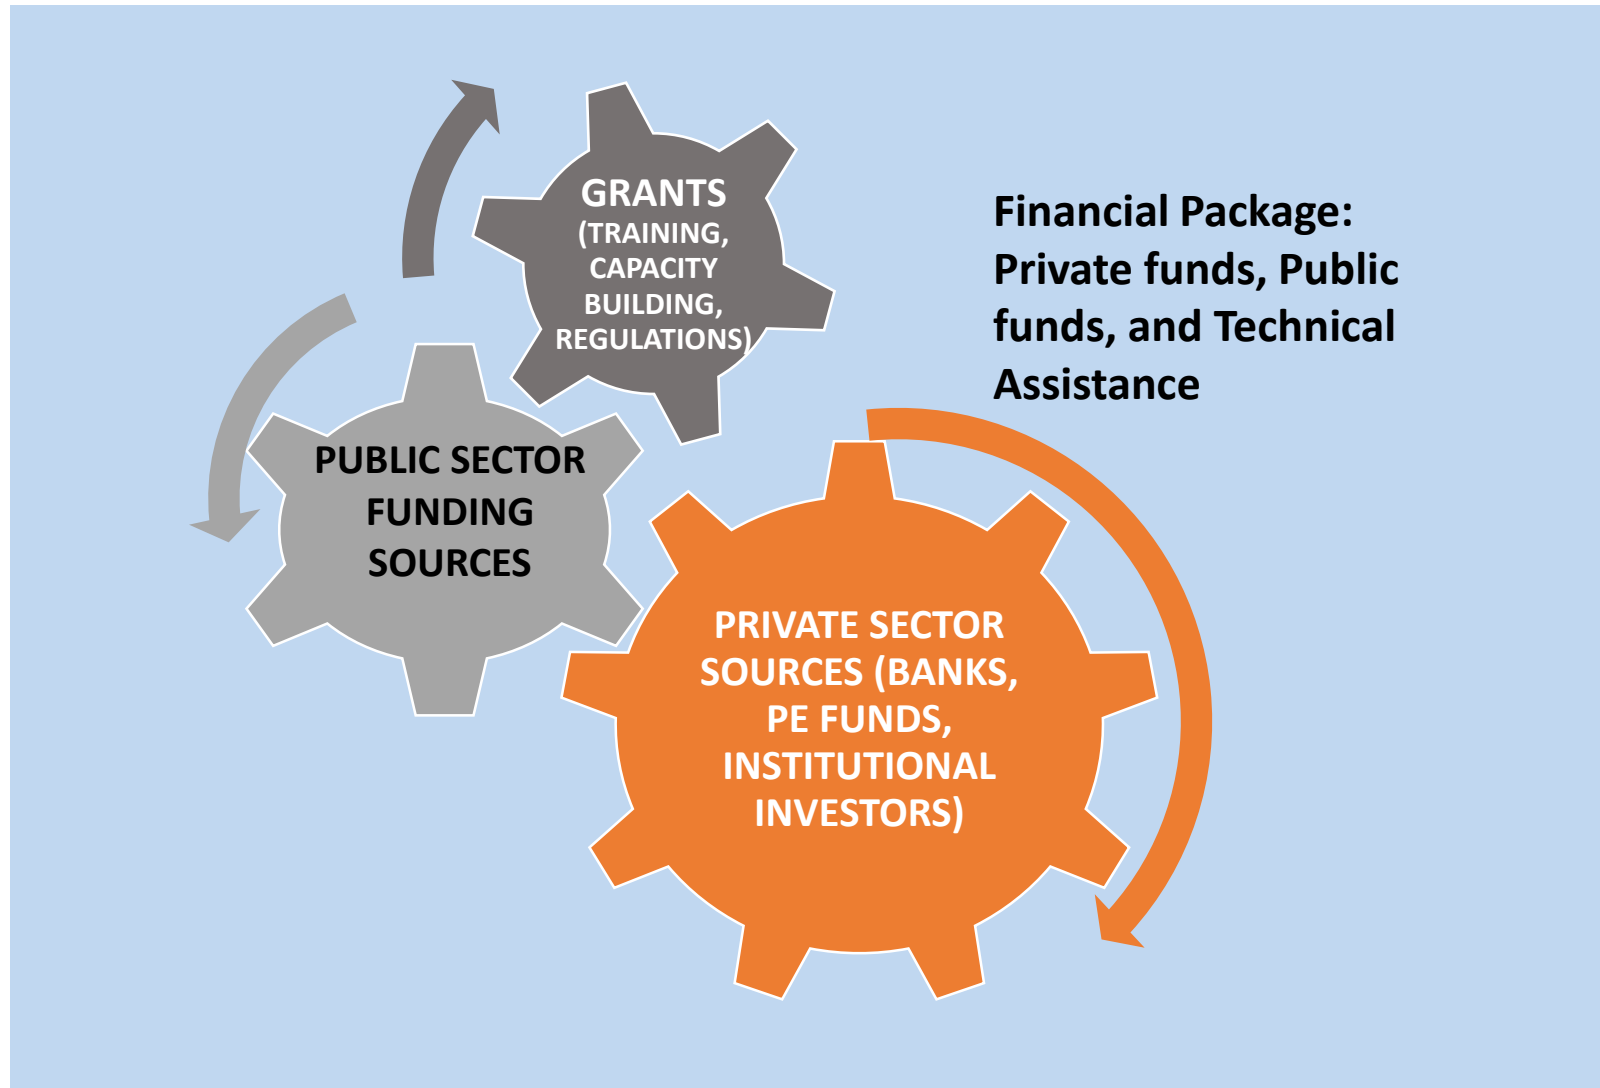 GRANTS
(TRAINING,
CAPACITY
BUILDING,
REGULATIONS)
Financial Package:
Private funds, Public
funds, and Technical
Assistance
PUBLIC SECTOR
FUNDING
SOURCES
PRIVATE SECTOR
SOURCES (BANKS,
PE FUNDS,
INSTITUTIONAL
INVESTORS)